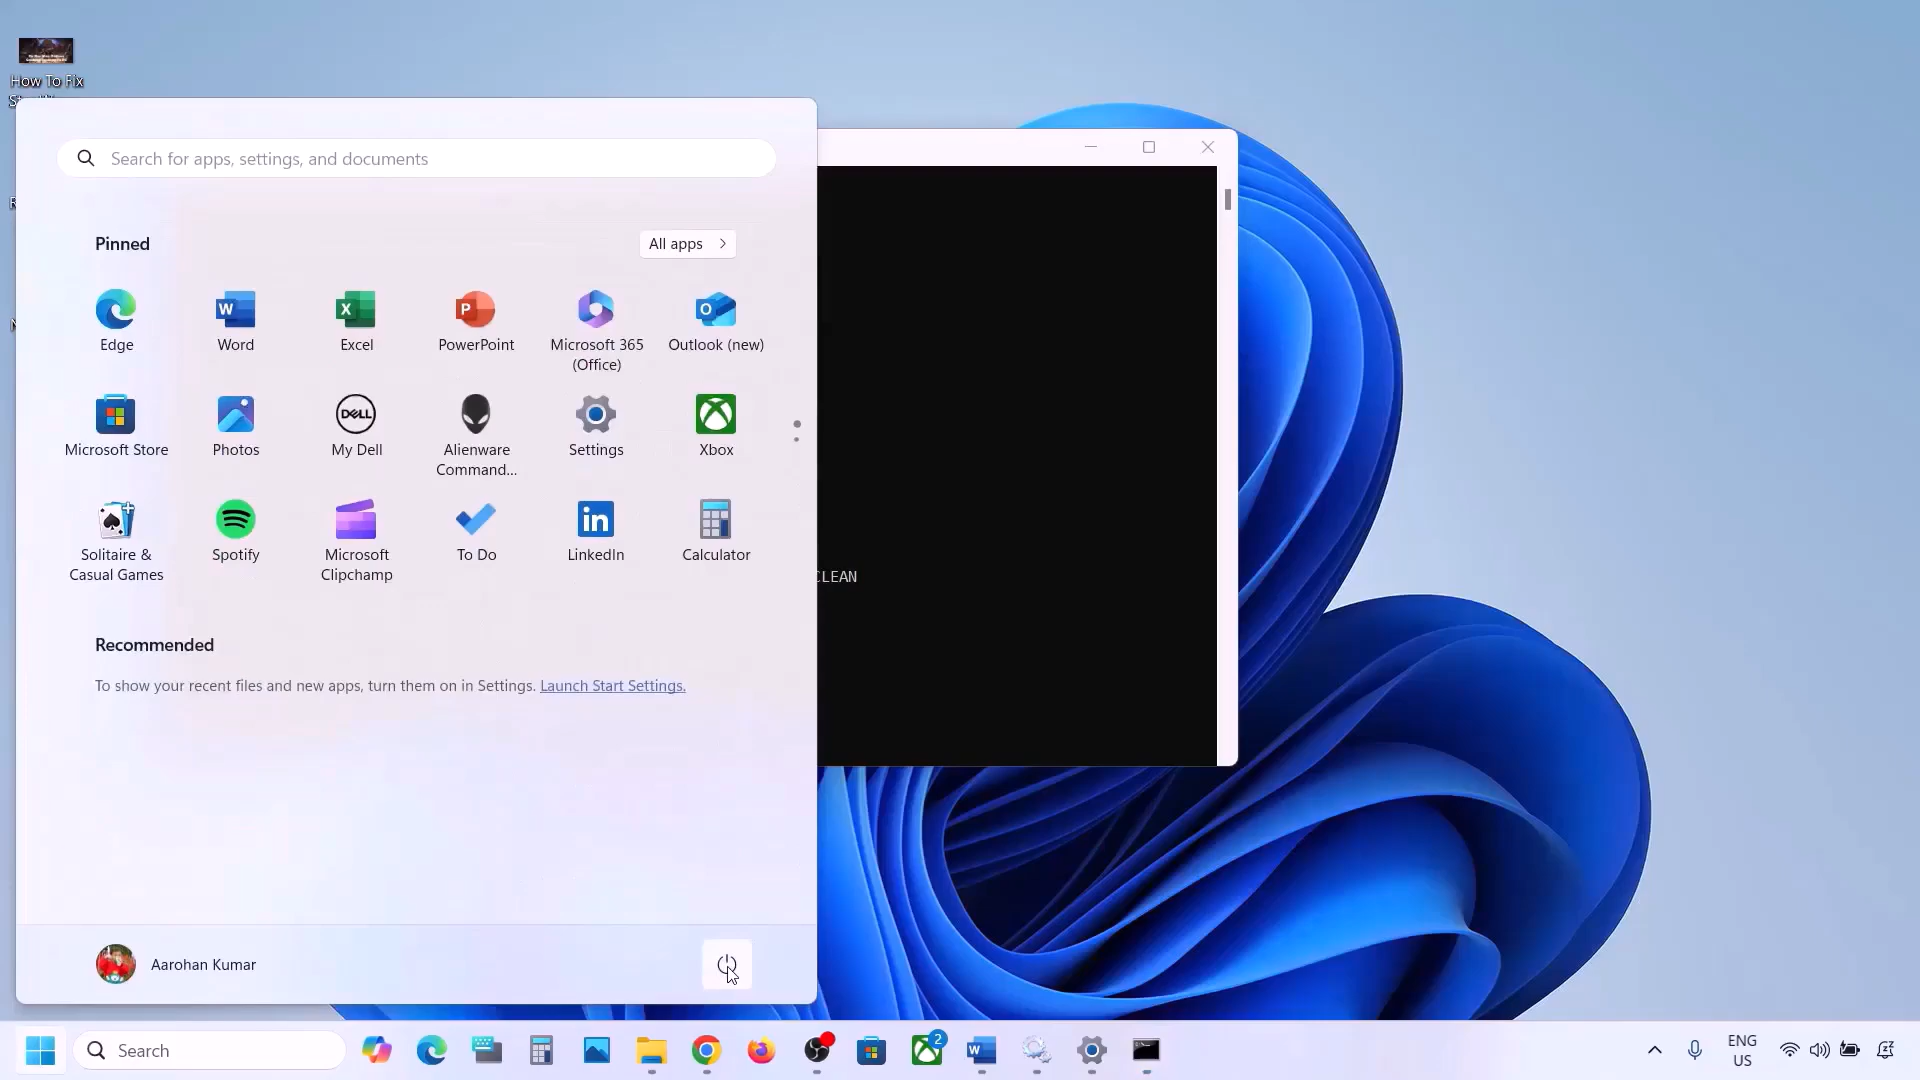 How To Fix
Search for apps, settings, and documents
Pinned
All apps
Edge
Word
Excel
PowerPoint
Microsoft 365
(Office)
Outlook (new)
Microsoft Store
Photos
DELL
My Dell
Alienware
Command...
Settings
Xbox
Solitaire &
Casual Games
Spotify
Microsoft
Clipchamp
To Do
LinkedIn
Calculator
CLEAN
Recommended
To show your recent files and new apps, turn them on in Settings. Launch Start Settings.
Aarohan Kumar
Search
2
ENG
US